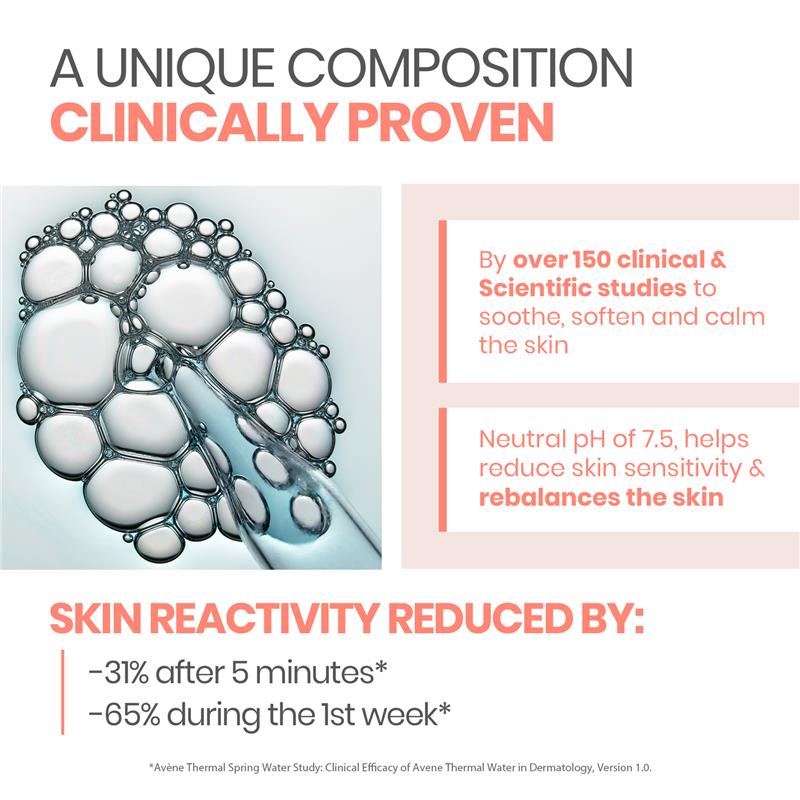 A UNIQUE COMPOSITION
CLINICALLY PROVEN
By over 150 clinical &
Scientific studies to
soothe, soften and calm
the skin
Neutral pH of 7.5, helps
reduce skin sensitivity &
rebalances the skin
SKIN REACTIVITY REDUCED BY:
-31% after 5 minutes*
-65% during the 1st week*
*Avène Thermal Spring Water Study: Clinical Efficacy of Avene Thermal Water in Dermatology, Version 1.0.